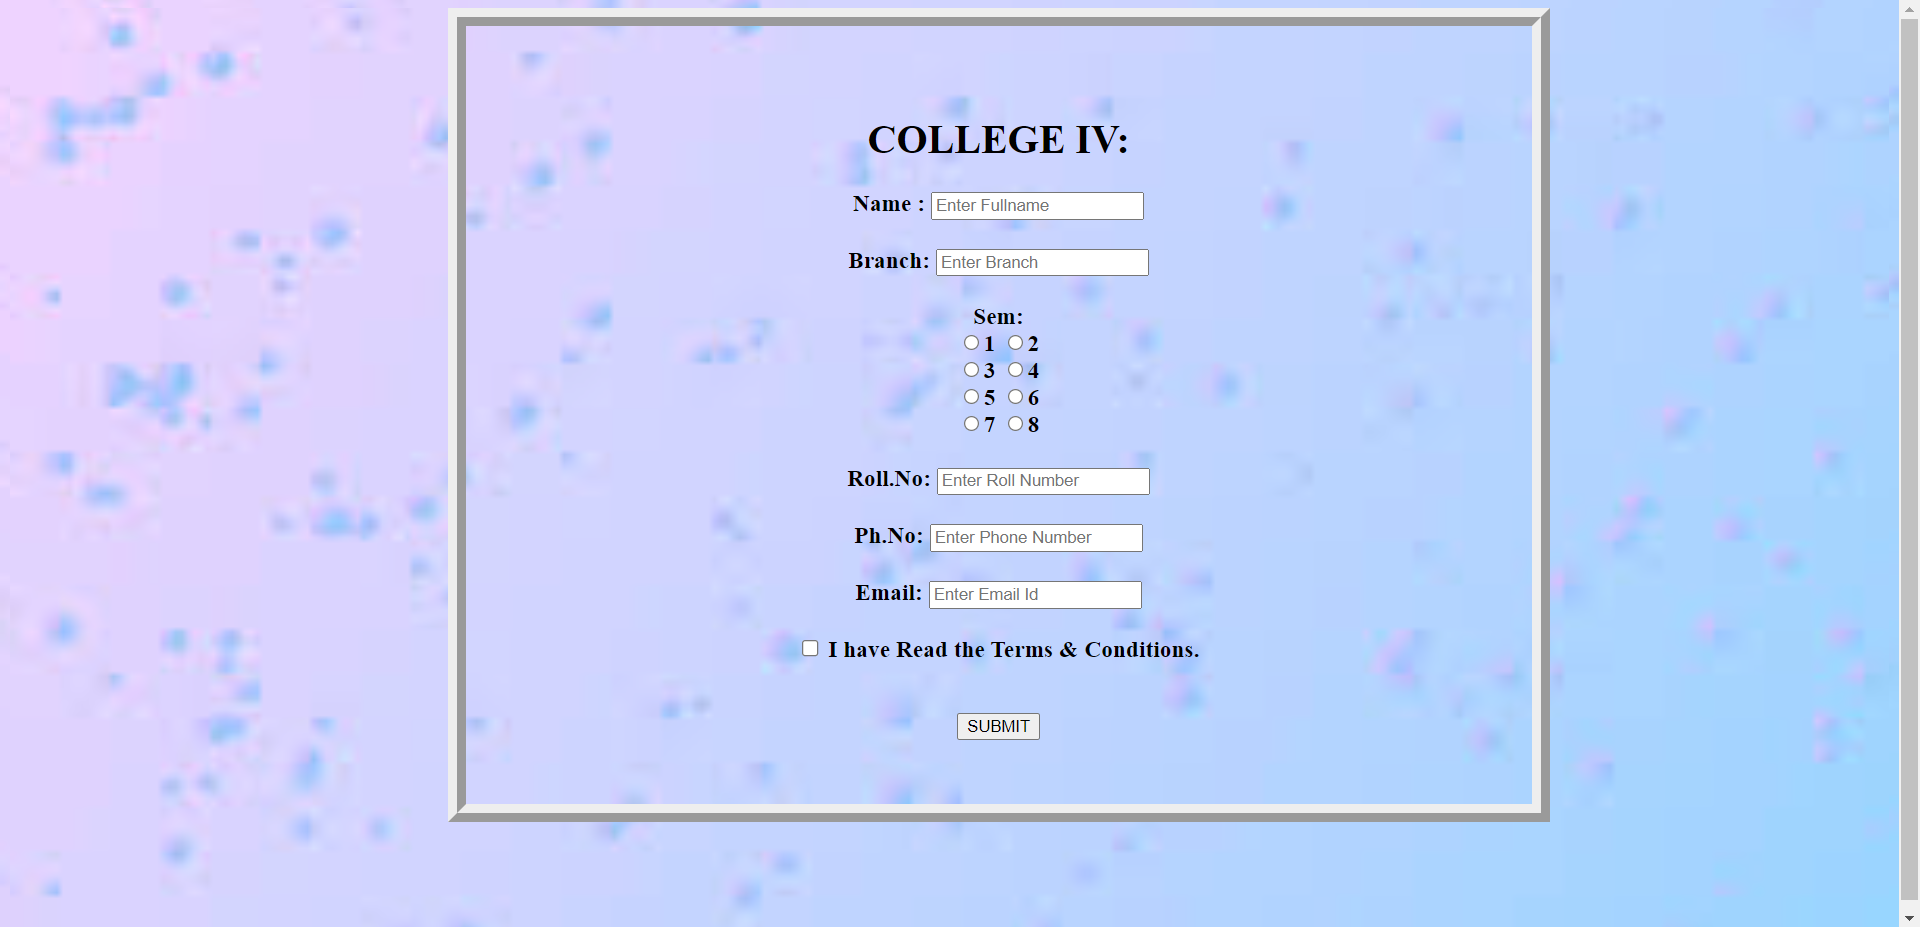 COLLEGE IV:
Name : Enter Fullname
Branch: Enter Branch
Sem:
1 2
3 4
5 6
7 8
Roll.No: Enter Roll Number
Ph.No: Enter Phone Number
Email: Enter Email Id
I have Read the Terms & Conditions.
SUBMIT